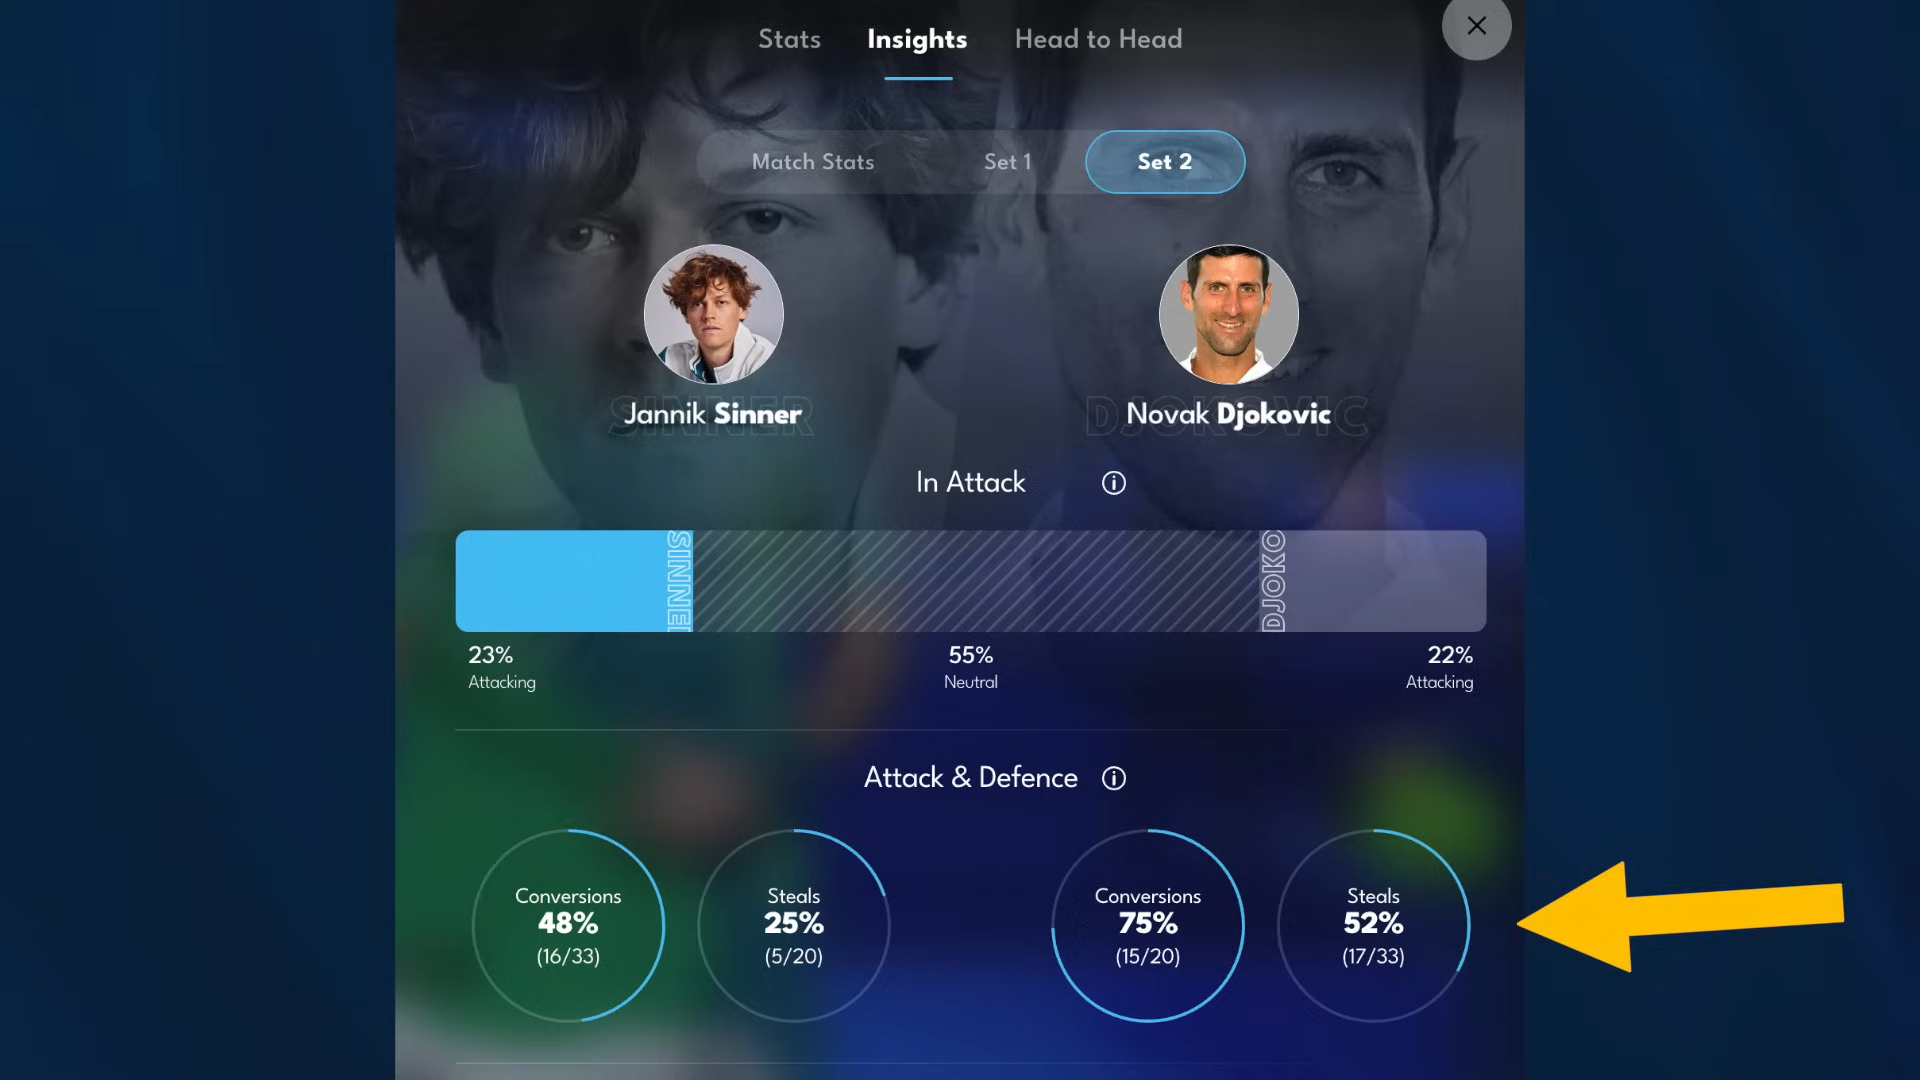 Stats Insights Head to Head
Match Stats Set 1 Set 2
SINNER DJOKOVIC
Jannik Sinner Novak Djokovic
In Attack
SINNE DJOKO
23% 55% 22%
Attacking Neutral Attacking
Attack & Defence
Conversions Steals Conversions Steals
48% 25% 75% 52%
(16/33) (5/20) (15/20) (17/33)